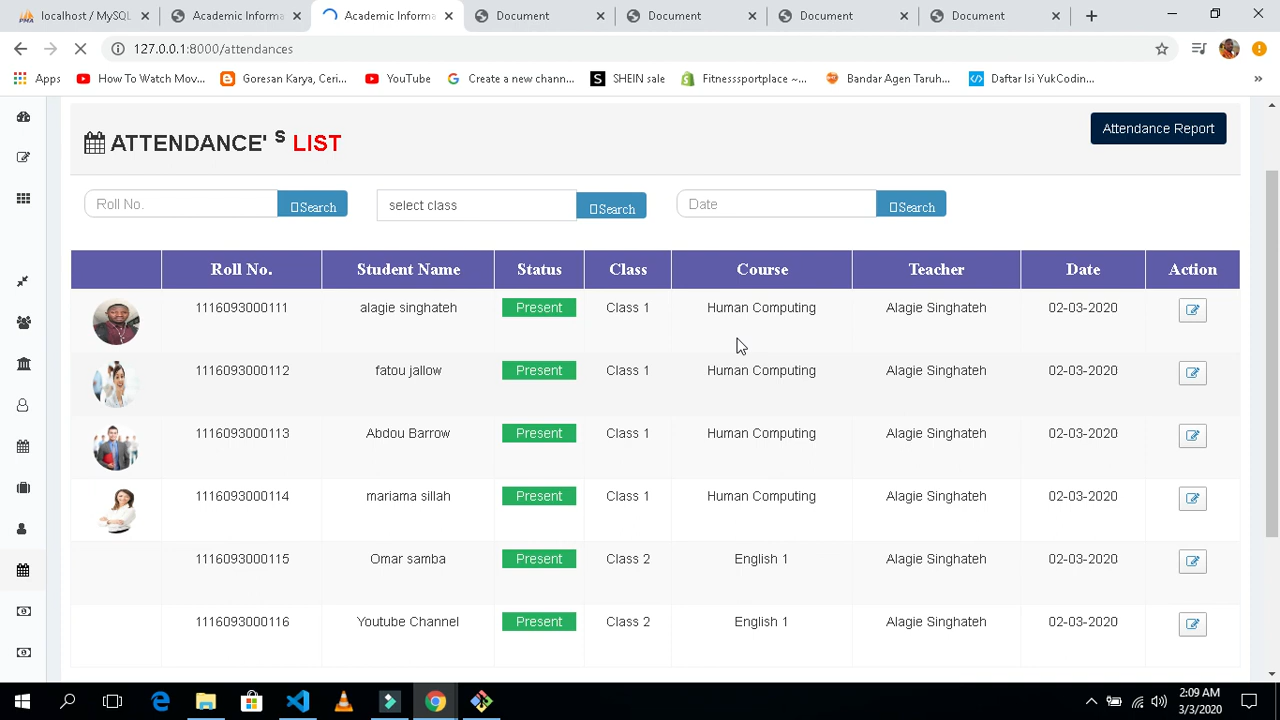 localhost / MySQL
Academic Informa
Academic Informa
Document
Document
Document
Document
127.0.0.1:8000/attendances
Apps
How To Watch Mov...
Goresan Karya, Ceri...
YouTube
Create a new chann...
SHEIN sale
Fitnesssportplace ~...
Bandar Agen Taruh...
Daftar Isi YukCodin...
»
ATTENDANCE' S LIST
Attendance Report
Roll No.
Search
select class
Search
Date
Search
Roll No. Student Name Status Class Course Teacher Date Action
1116093000111 alagie singhateh Present Class 1 Human Computing Alagie Singhateh 02-03-2020
1116093000112 fatou jallow Present Class 1 Human Computing Alagie Singhateh 02-03-2020
1116093000113 Abdou Barrow Present Class 1 Human Computing Alagie Singhateh 02-03-2020
1116093000114 mariama sillah Present Class 1 Human Computing Alagie Singhateh 02-03-2020
1116093000115 Omar samba Present Class 2 English 1 Alagie Singhateh 02-03-2020
1116093000116 Youtube Channel Present Class 2 English 1 Alagie Singhateh 02-03-2020
2:09 AM
3/3/2020